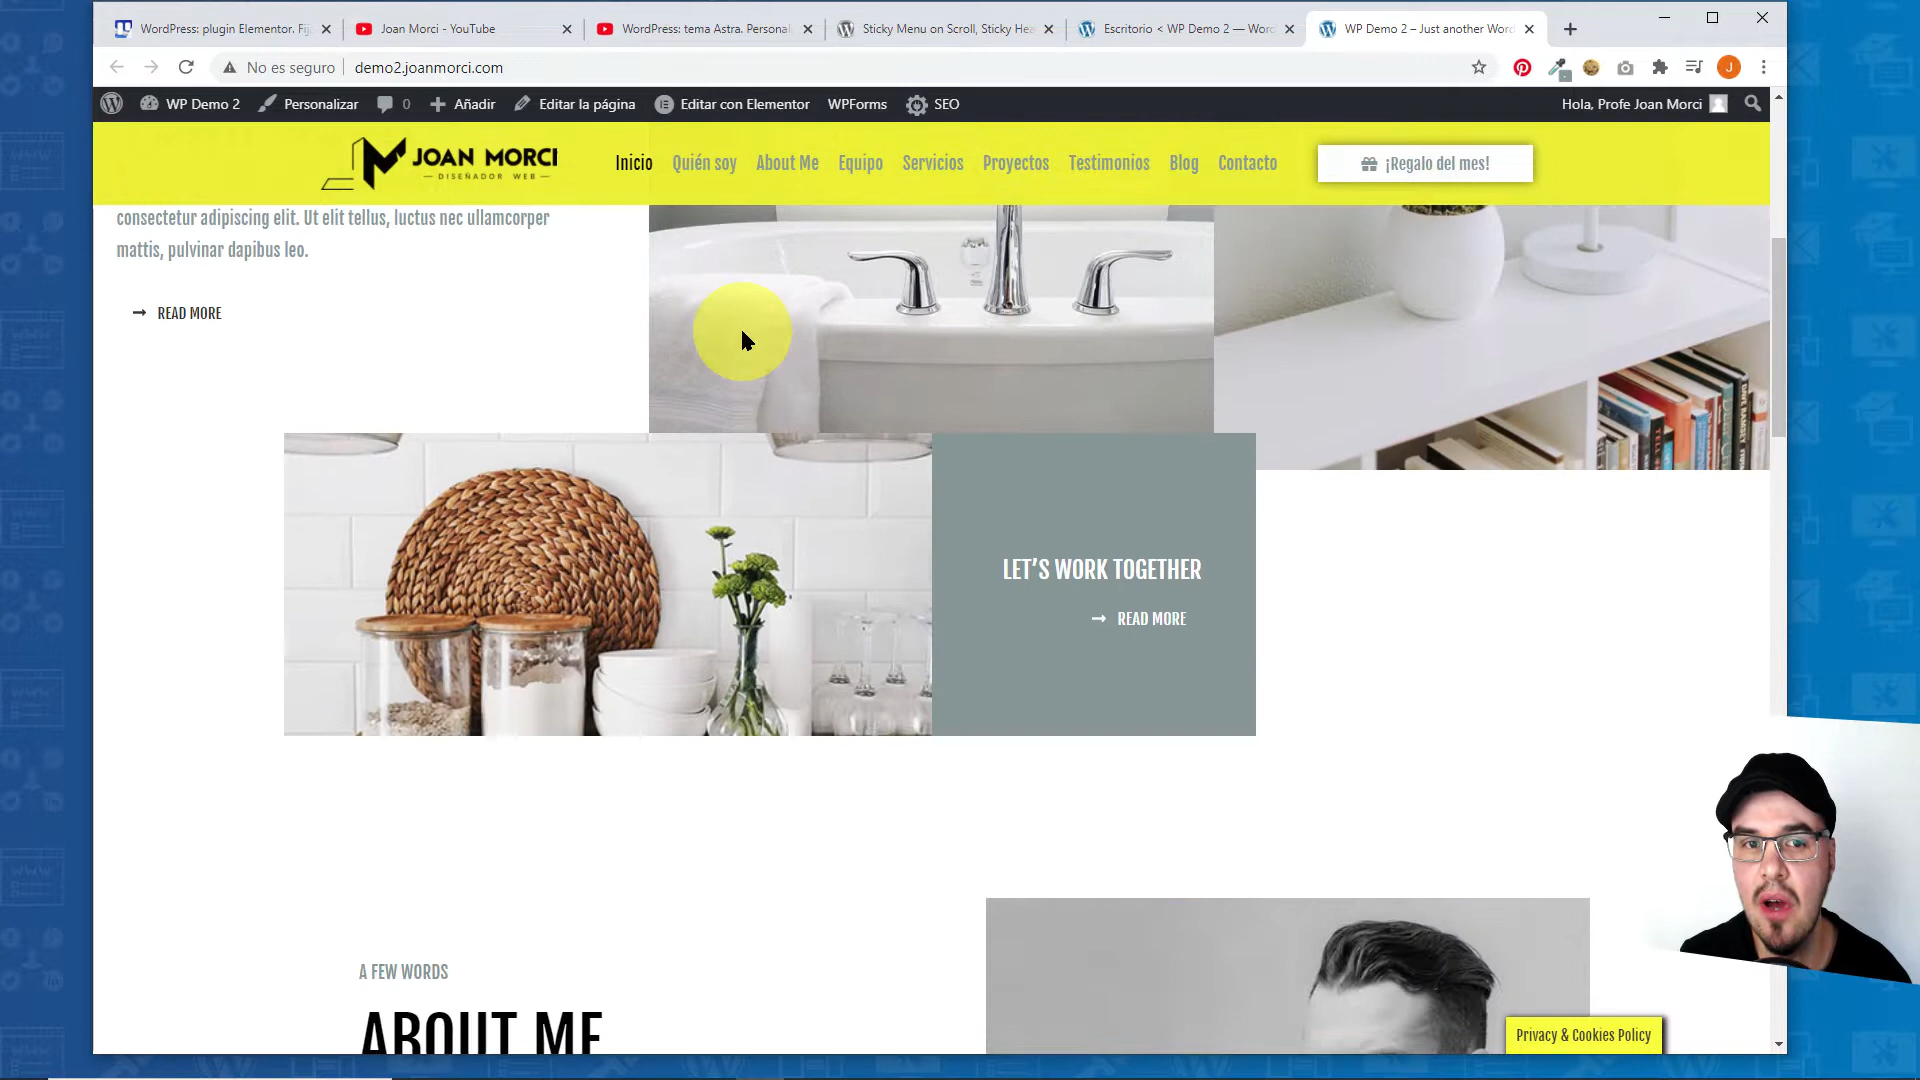 WordPress: plugin Elementor. Fij
Joan Morci - YouTube
WordPress: tema Astra. Personal
Sticky Menu on Scroll, Sticky Hea
Escritorio < WP Demo 2 — Word
WP Demo 2 – Just another Word
No es seguro
demo2.joanmorci.com
J
WP Demo 2
Personalizar
0
Añadir
Editar la página
Editar con Elementor
WPForms
SEO
Hola, Profe Joan Morci
JOAN MORCI
— DISEÑADOR WEB —
Inicio
Quién soy
About Me
Equipo
Servicios
Proyectos
Testimonios
Blog
Contacto
¡Regalo del mes!
consectetur adipiscing elit. Ut elit tellus, luctus nec ullamcorper
mattis, pulvinar dapibus leo.
READ MORE
LET'S WORK TOGETHER
READ MORE
A FEW WORDS
ABOUT ME
Privacy & Cookies Policy